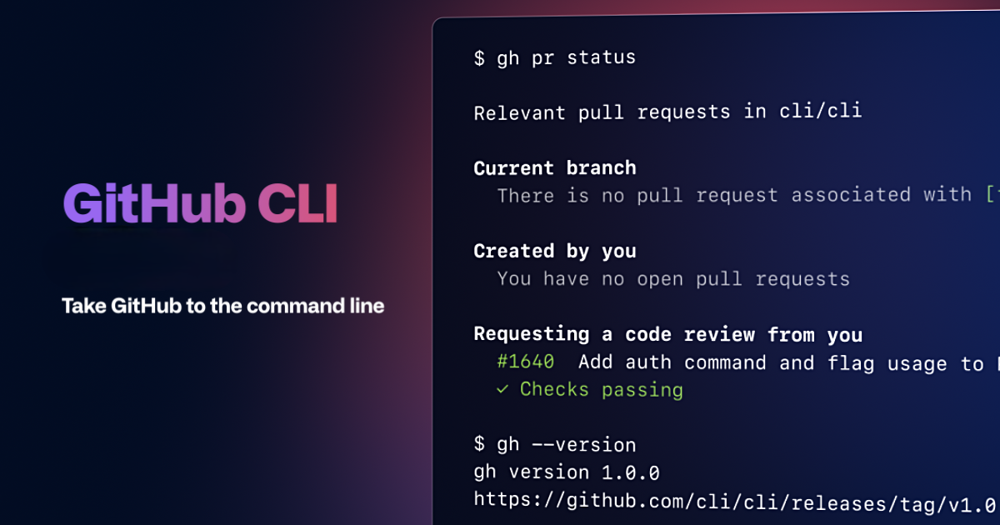 GitHub CLI
Take GitHub to the command line
$ gh pr status
Relevant pull requests in cli/cli
Current branch
There is no pull request associated with [
Created by you
You have no open pull requests
Requesting a code review from you
#1640 Add auth command and flag usage to
✓ Checks passing
$ gh --version
gh version 1.0.0
https://github.com/cli/cli/releases/tag/v1.0